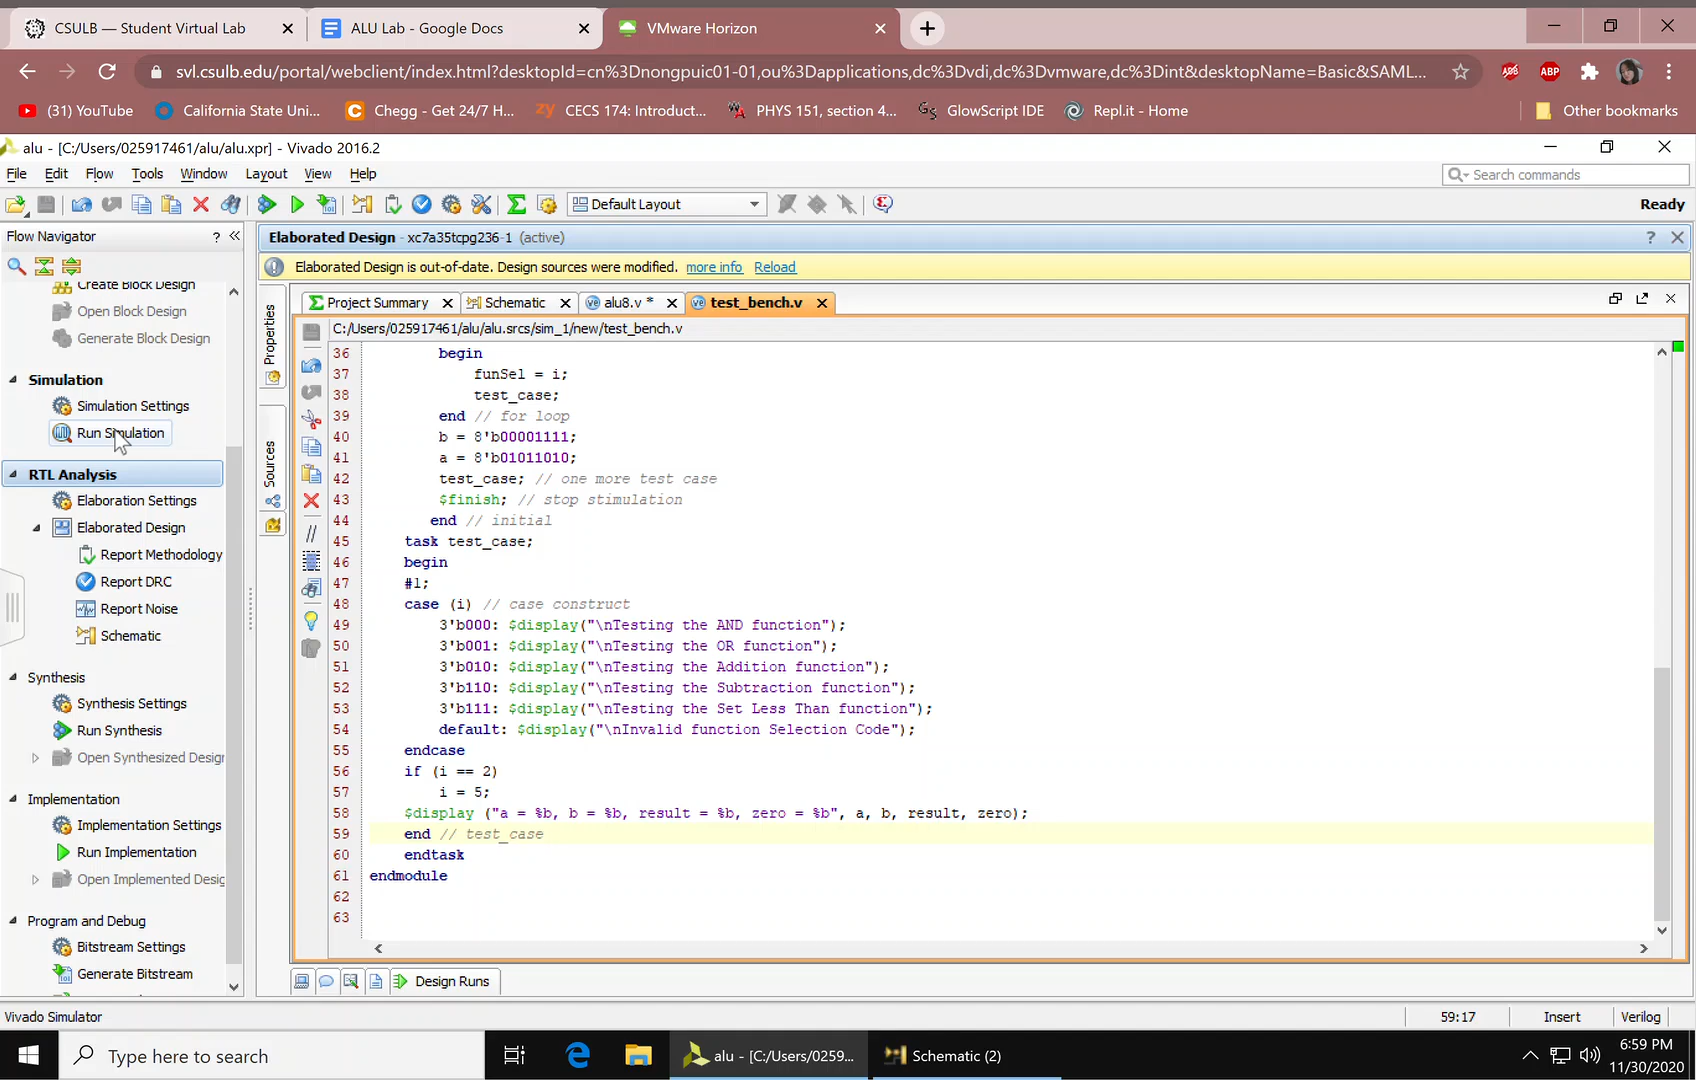 CSULB — Student Virtual Lab
ALU Lab - Google Docs
VMware Horizon
svl.csulb.edu/portal/webclient/index.html?desktopId=cn%3Dnongpuic01-01,ou%3Dapplications,dc%3Dvdi,dc%3Dvmware,dc%3Dint&desktopName=Basic&SAML...
ABP
(31) YouTube
California State Uni...
Chegg - Get 24/7 H...
zy CECS 174: Introduct...
PHYS 151, section 4...
GlowScript IDE
Repl.it - Home
Other bookmarks
alu - [C:/Users/025917461/alu/alu.xpr] - Vivado 2016.2
File Edit Flow Tools Window Layout View Help
Search commands
Default Layout
Ready
Flow Navigator ? «
Elaborated Design - xc7a35tcpg236-1 (active)
?
Elaborated Design is out-of-date. Design sources were modified. more info Reload
Create Block Design
Open Block Design
Generate Block Design
Simulation
Simulation Settings
Run Simulation
RTL Analysis
Elaboration Settings
Elaborated Design
Report Methodology
Report DRC
Report Noise
Schematic
Synthesis
Synthesis Settings
Run Synthesis
Open Synthesized Design
Implementation
Implementation Settings
Run Implementation
Open Implemented Desig
Program and Debug
Bitstream Settings
Generate Bitstream
Properties
Sources
Project Summary
Schematic
alu8.v *
test_bench.v
C:/Users/025917461/alu/alu.srcs/sim_1/new/test_bench.v
36 begin
37 funSel = i;
38 test_case;
39 end // for loop
40 b = 8'b00001111;
41 a = 8'b01011010;
42 test_case; // one more test case
43 $finish; // stop stimulation
44 end // initial
45 task test_case;
46 begin
47 #1;
48 case (i) // case construct
49 3'b000: $display("\nTesting the AND function");
50 3'b001: $display("\nTesting the OR function");
51 3'b010: $display("\nTesting the Addition function");
52 3'b110: $display("\nTesting the Subtraction function");
53 3'b111: $display("\nTesting the Set Less Than function");
54 default: $display("\nInvalid function Selection Code");
55 endcase
56 if (i == 2)
57 i = 5;
58 $display ("a = %b, b = %b, result = %b, zero = %b", a, b, result, zero);
59 end // test_case
60 endtask
61 endmodule
62
63
Design Runs
Vivado Simulator
59:17
Insert
Verilog
Type here to search
alu - [C:/Users/0259...
Schematic (2)
6:59 PM
11/30/2020